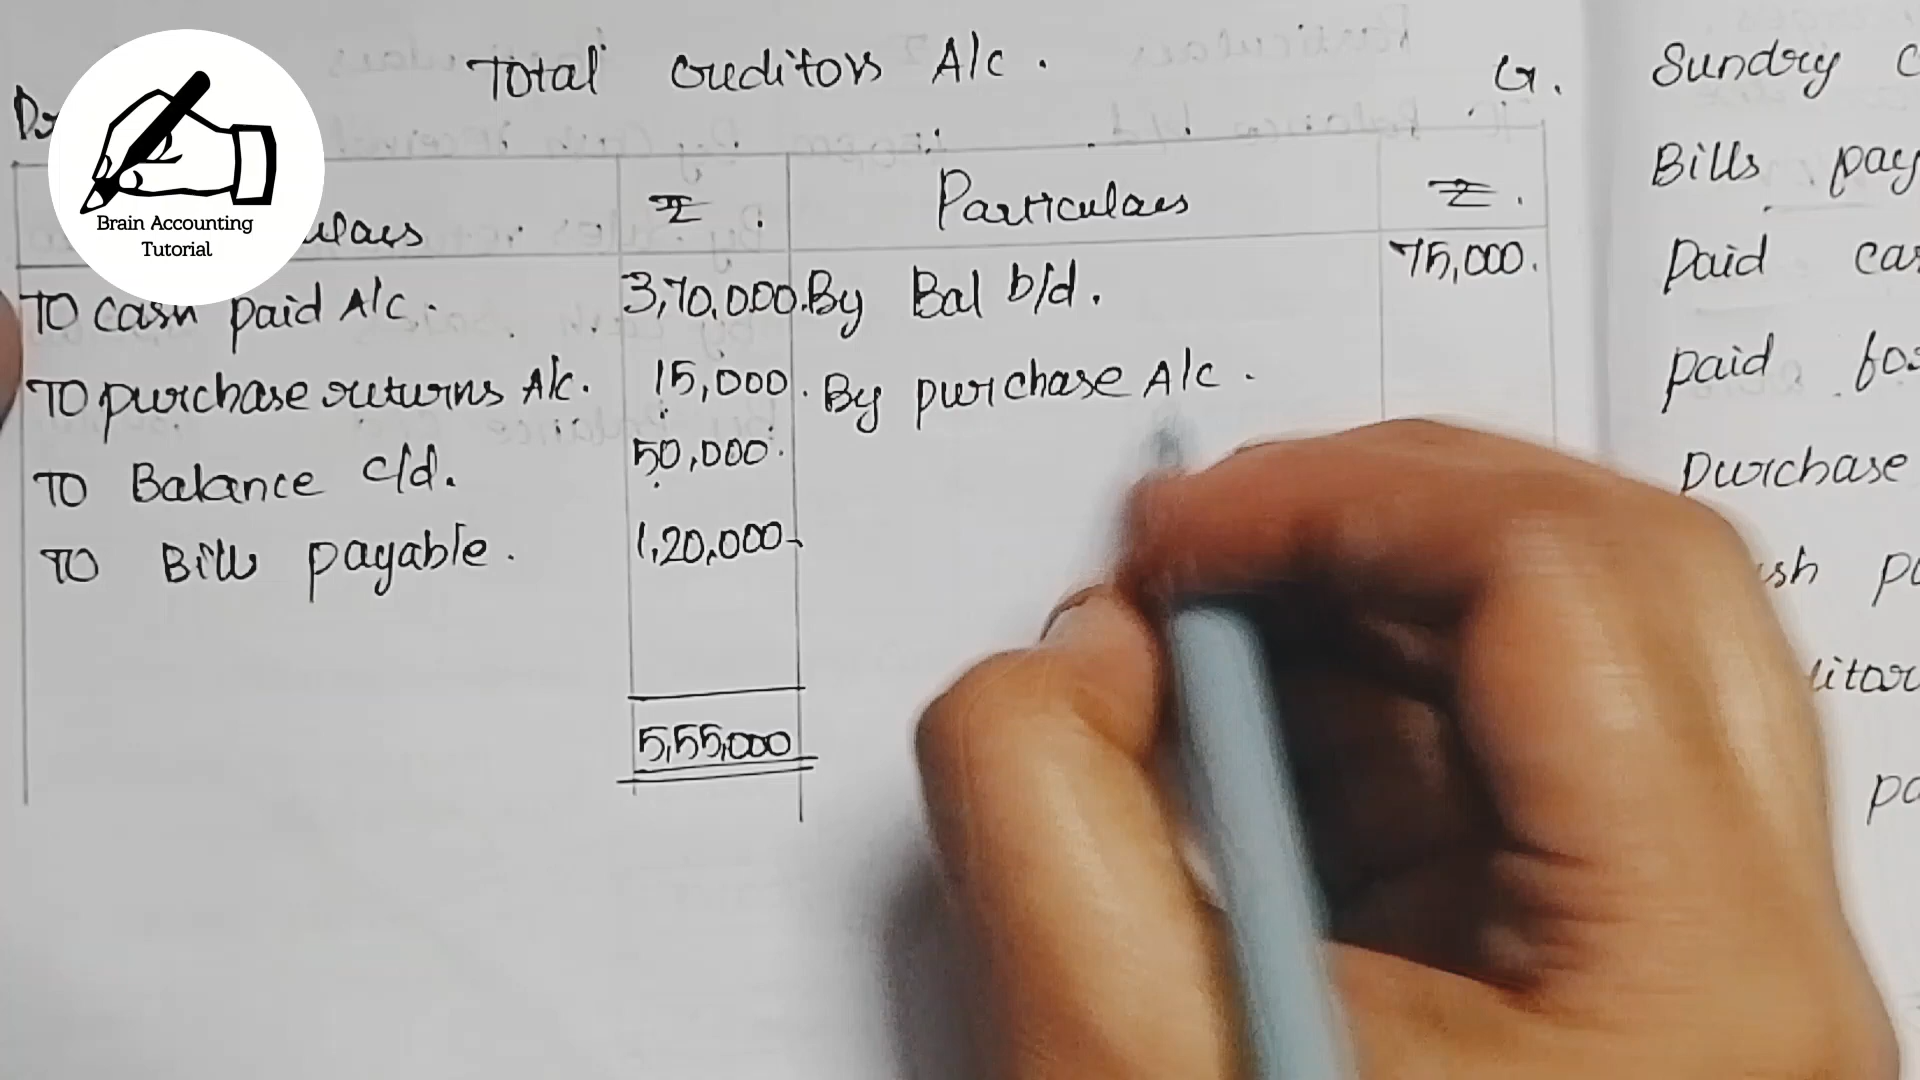 Total creditors A/c.
Dr
Cr.
Brain Accounting
Tutorial
₹.
Particulars
₹.
To cash paid A/c. 3,70,000. By Bal b/d. 75,000.
To purchase returns A/c. 15,000. By purchase A/c.
To Balance c/d. 50,000.
To Bills payable. 1,20,000
5,55,000
Sundry
Bills
Paid
paid
Purchase